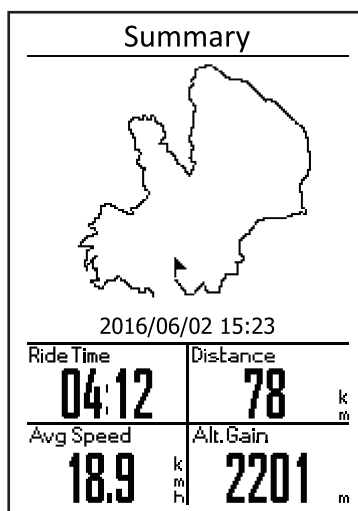 Summary
2016/06/02 15:23
Ride Time
Distance
04:12
78 km
Avg Speed
Alt.Gain
18.9 kmh
2201 m